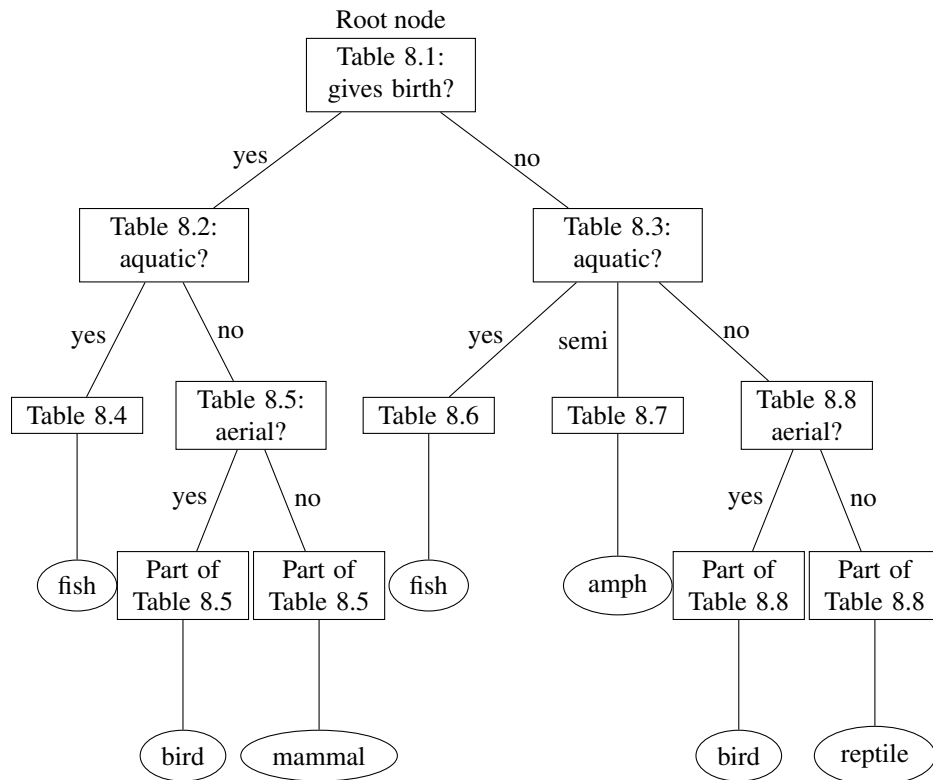 Root node
Table 8.1:
gives birth?
yes
no
Table 8.2:
aquatic?
Table 8.3:
aquatic?
yes
no
yes
semi
no
Table 8.4
Table 8.5:
aerial?
Table 8.6
Table 8.7
Table 8.8
aerial?
yes
no
yes
no
fish
Part of
Table 8.5
Part of
Table 8.5
fish
amph
Part of
Table 8.8
Part of
Table 8.8
bird
mammal
bird
reptile